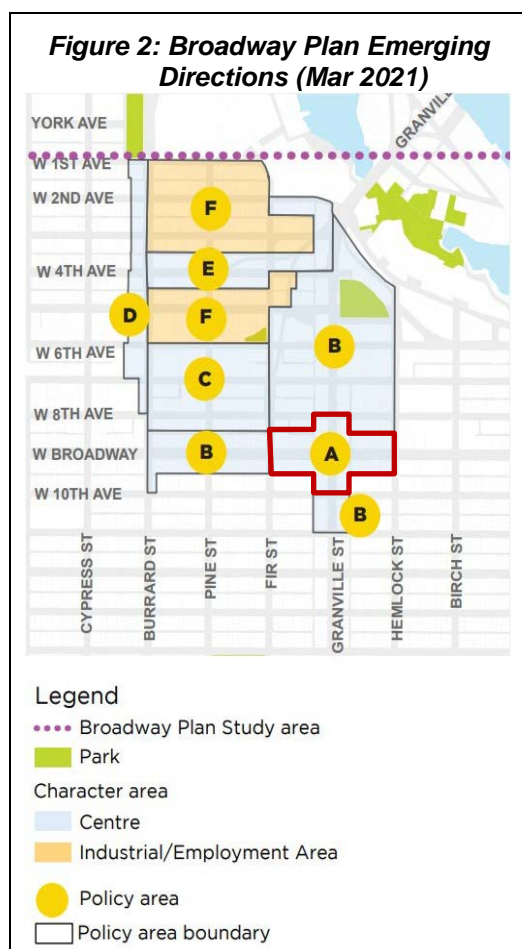 Figure 2: Broadway Plan Emerging
Directions (Mar 2021)
GRANVILLE
YORK AVE
W 1ST AVE
W 2ND AVE
F
E
W 4TH AVE
D
F
B
W 6TH AVE
C
W 8TH AVE
W BROADWAY
B
A
W 10TH AVE
B
CYPRESS ST
BURRARD ST
PINE ST
FIR ST
GRANVILLE ST
HEMLOCK ST
BIRCH ST
Legend
Broadway Plan Study area
Park
Character area
Centre
Industrial/Employment Area
Policy area
Policy area boundary